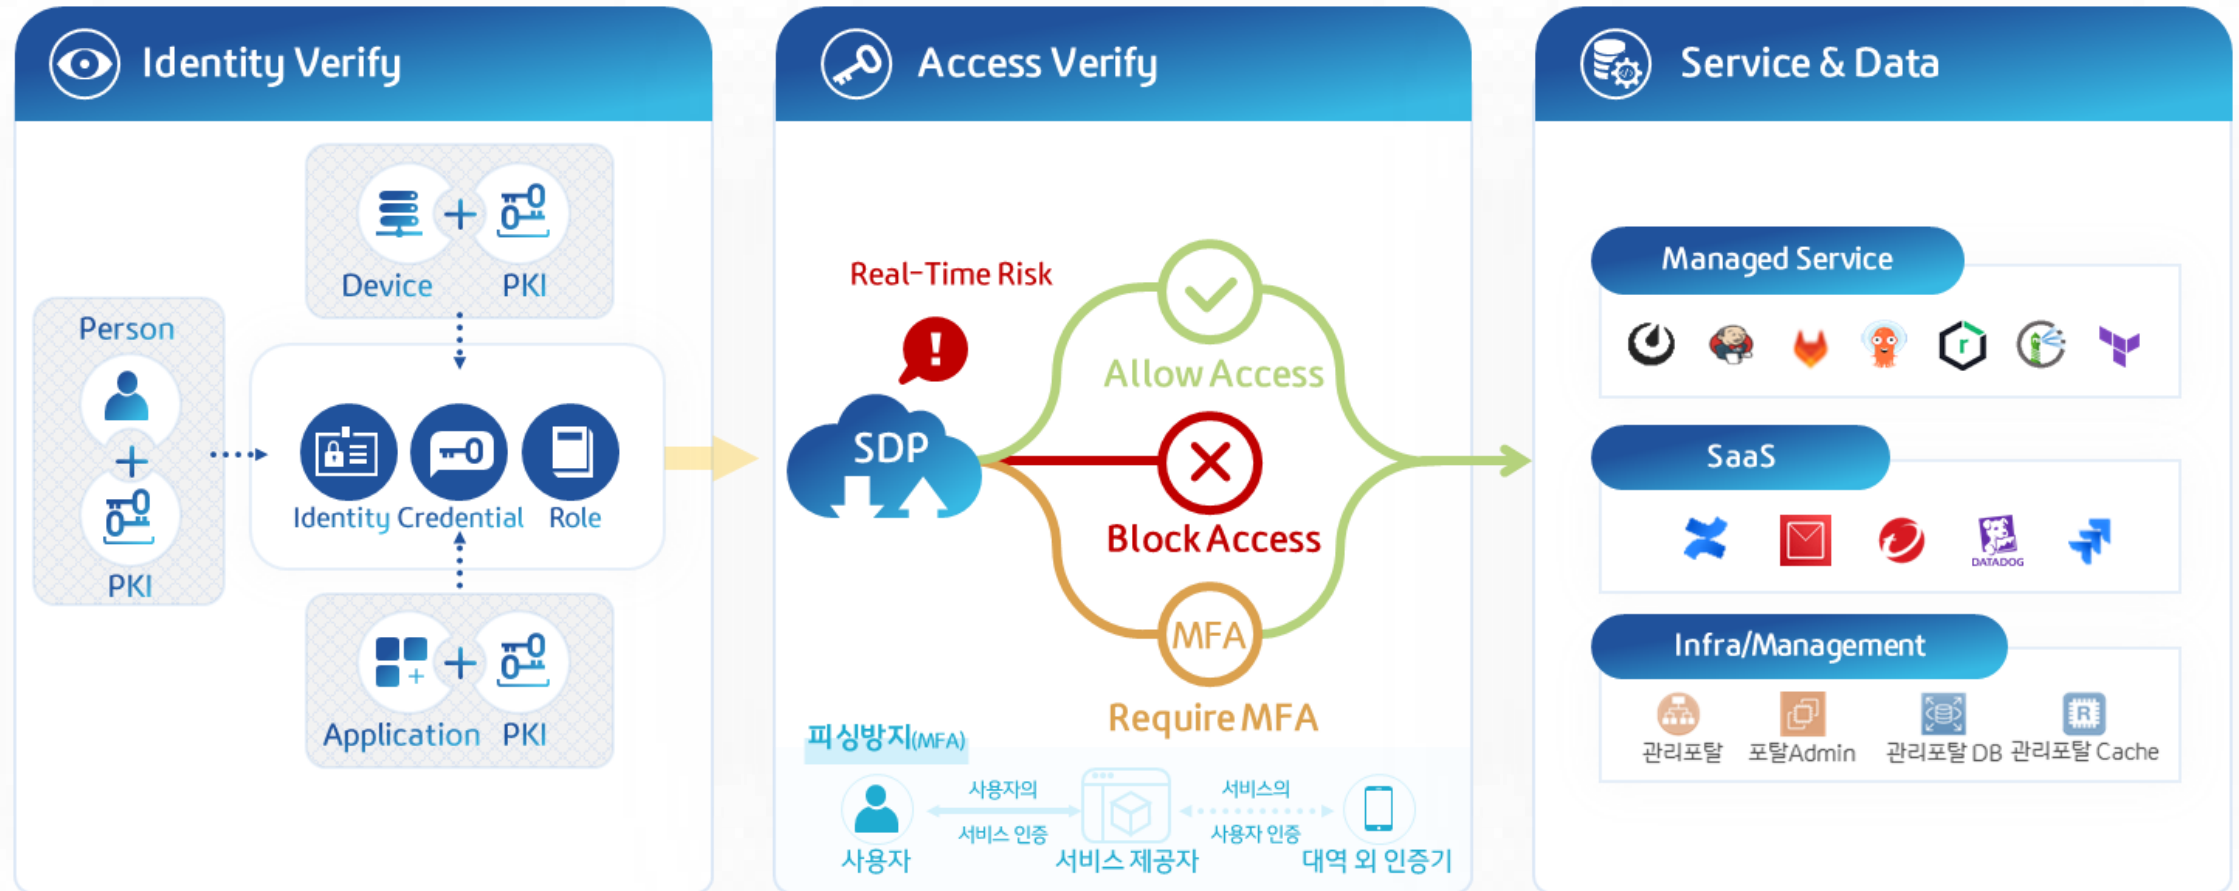 Identity Verify
Device
PKI
Person
PKI
Identity
Credential
Role
Application
PKI
Access Verify
Real-Time Risk
!
SDP
Allow Access
Block Access
MFA
Require MFA
피싱방지(MFA)
사용자의
서비스 인증
서비스의
사용자 인증
사용자
서비스 제공자
대역 외 인증기
Service & Data
Managed Service
r
SaaS
DATADOG
Infra/Management
R
관리포탈
포탈Admin
관리포탈 DB
관리포탈 Cache